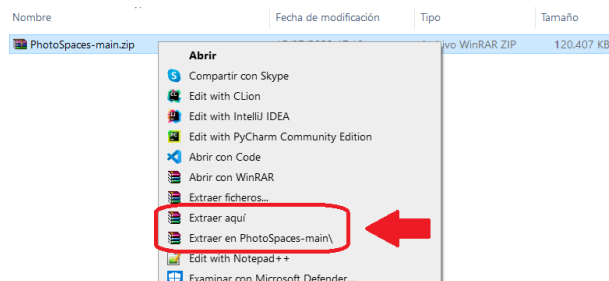 Nombre Fecha de modificación Tipo Tamaño
PhotoSpaces-main.zip WinRAR ZIP 120.407 KB
Abrir
Compartir con Skype
Edit with CLion
Edit with IntelliJ IDEA
Edit with PyCharm Community Edition
Abrir con Code
Abrir con WinRAR
Extraer ficheros...
Extraer aquí
Extraer en PhotoSpaces-main\
Edit with Notepad++
Examinar con Microsoft Defender...